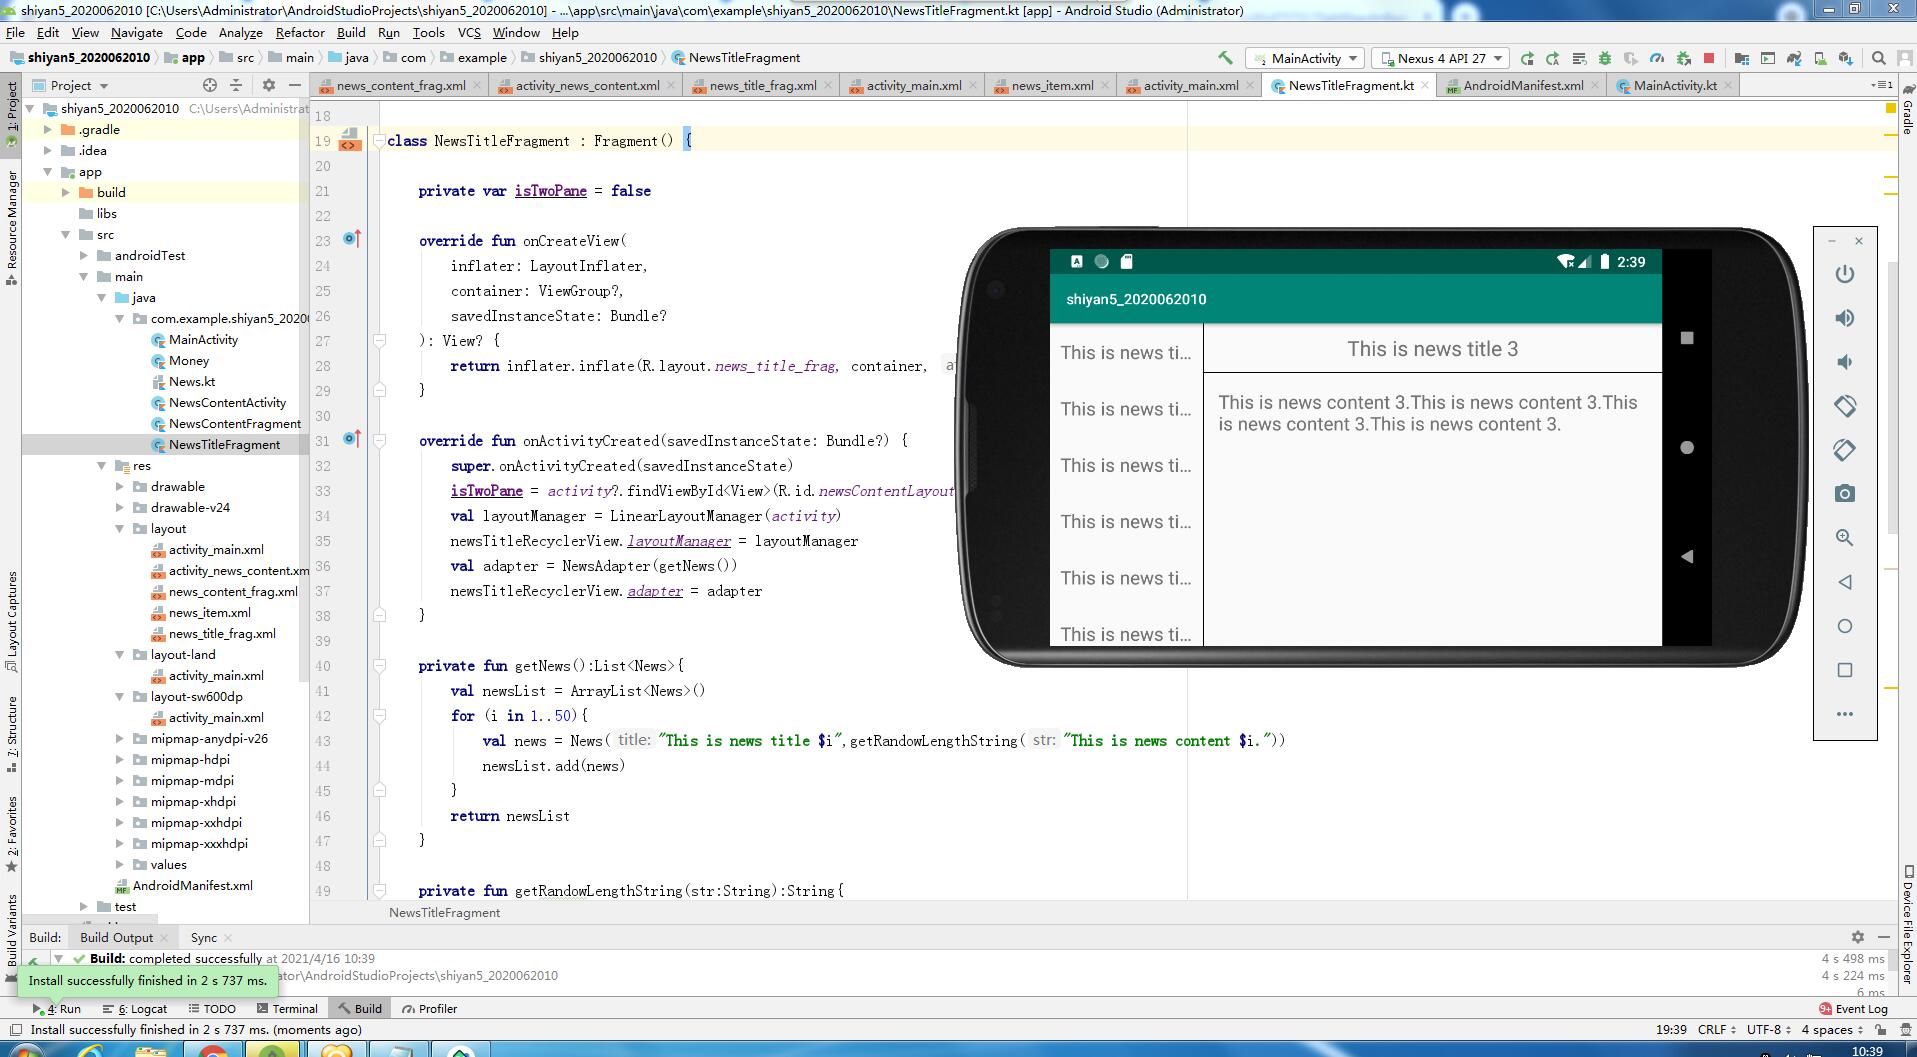 shiyan5_2020062010 [C:\Users\Administrator\AndroidStudioProjects\shiyan5_2020062010] - ...\app\src\main\java\com\example\shiyan5_2020062010\NewsTitleFragment.kt [app] - Android Studio (Administrator)
File Edit View Navigate Code Analyze Refactor Build Run Tools VCS Window Help
shiyan5_2020062010 app src main java com example shiyan5_2020062010 NewsTitleFragment MainActivity Nexus 4 API 27
Project news_content_frag.xml activity_news_content.xml news_title_frag.xml activity_main.xml news_item.xml activity_main.xml NewsTitleFragment.kt AndroidManifest.xml MainActivity.kt
1: Project
Resource Manager
Layout Captures
7: Structure
2: Favorites
Build Variants
Gradle
Device File Explorer
shiyan5_2020062010 C:\Users\Administrat
.gradle
.idea
app
build
libs
src
androidTest
main
java
com.example.shiyan5_2020
MainActivity
Money
News.kt
NewsContentActivity
NewsContentFragment
NewsTitleFragment
res
drawable
drawable-v24
layout
activity_main.xml
activity_news_content.xm
news_content_frag.xml
news_item.xml
news_title_frag.xml
layout-land
activity_main.xml
layout-sw600dp
activity_main.xml
mipmap-anydpi-v26
mipmap-hdpi
mipmap-mdpi
mipmap-xhdpi
mipmap-xxhdpi
mipmap-xxxhdpi
values
AndroidManifest.xml
test
18
19 class NewsTitleFragment : Fragment() {
20
21 private var isTwoPane = false
22
23 override fun onCreateView(
24 inflater: LayoutInflater,
25 container: ViewGroup?,
26 savedInstanceState: Bundle?
27 ): View? {
28 return inflater.inflate(R.layout.news_title_frag, container,
29 }
30
31 override fun onActivityCreated(savedInstanceState: Bundle?) {
32 super.onActivityCreated(savedInstanceState)
33 isTwoPane = activity?.findViewById<View>(R.id.newsContentLayout
34 val layoutManager = LinearLayoutManager(activity)
35 newsTitleRecyclerView.layoutManager = layoutManager
36 val adapter = NewsAdapter(getNews())
37 newsTitleRecyclerView.adapter = adapter
38 }
39
40 private fun getNews():List<News>{
41 val newsList = ArrayList<News>()
42 for (i in 1..50){
43 val news = News( title: "This is news title $i",getRandowLengthString( str: "This is news content $i."))
44 newsList.add(news)
45 }
46 return newsList
47 }
48
49 private fun getRandowLengthString(str:String):String{
NewsTitleFragment
2:39
shiyan5_2020062010
This is news ti...
This is news ti...
This is news ti...
This is news ti...
This is news ti...
This is news ti...
This is news title 3
This is news content 3.This is news content 3.This
is news content 3.This is news content 3.
Build: Build Output Sync
Build: completed successfully at 2021/4/16 10:39 4 s 498 ms
ator\AndroidStudioProjects\shiyan5_2020062010 4 s 224 ms
6 ms
Install successfully finished in 2 s 737 ms.
4: Run 6: Logcat TODO Terminal Build Profiler 9+ Event Log
Install successfully finished in 2 s 737 ms. (moments ago) 19:39 CRLF UTF-8 4 spaces
10:39